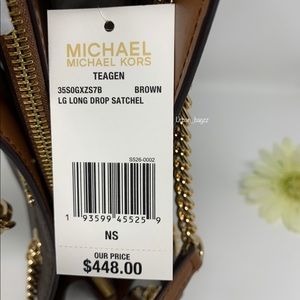 MICHAEL
MICHAEL KORS
TEAGEN
35S0GXZS7B BROWN
LG LONG DROP SATCHEL
S526-0002
1 93599 45525 9
NS
OUR PRICE
$448.00